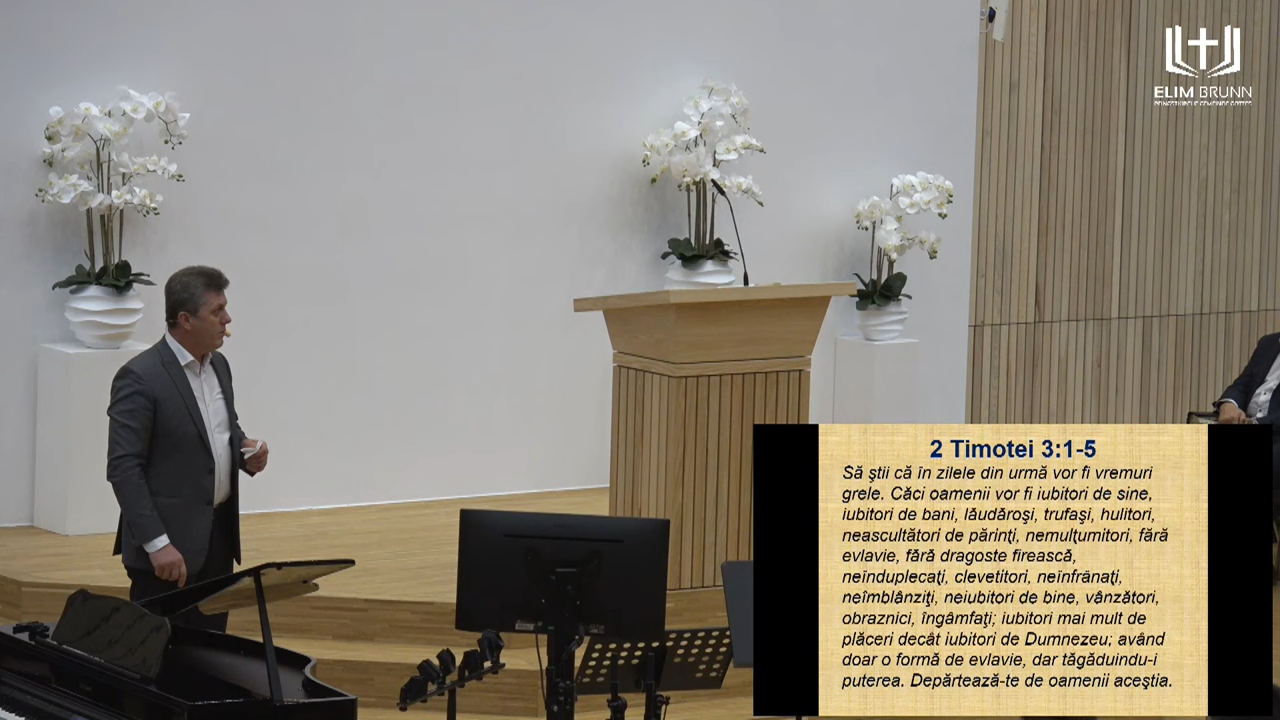 ELIM BRUNN
PFINGSTKIRCHE GEMEINDE GOTTES
2 Timotei 3:1-5
Să ştii că în zilele din urmă vor fi vremuri
grele. Căci oamenii vor fi iubitori de sine,
iubitori de bani, lăudăroşi, trufaşi, hulitori,
neascultători de părinţi, nemulţumitori, fără
evlavie, fără dragoste firească,
neînduplecaţi, clevetitori, neînfrânaţi,
neîmblânziţi, neiubitori de bine, vânzători,
obraznici, îngâmfaţi; iubitori mai mult de
plăceri decât iubitori de Dumnezeu; având
doar o formă de evlavie, dar tăgăduindu-i
puterea. Depărtează-te de oamenii aceştia.